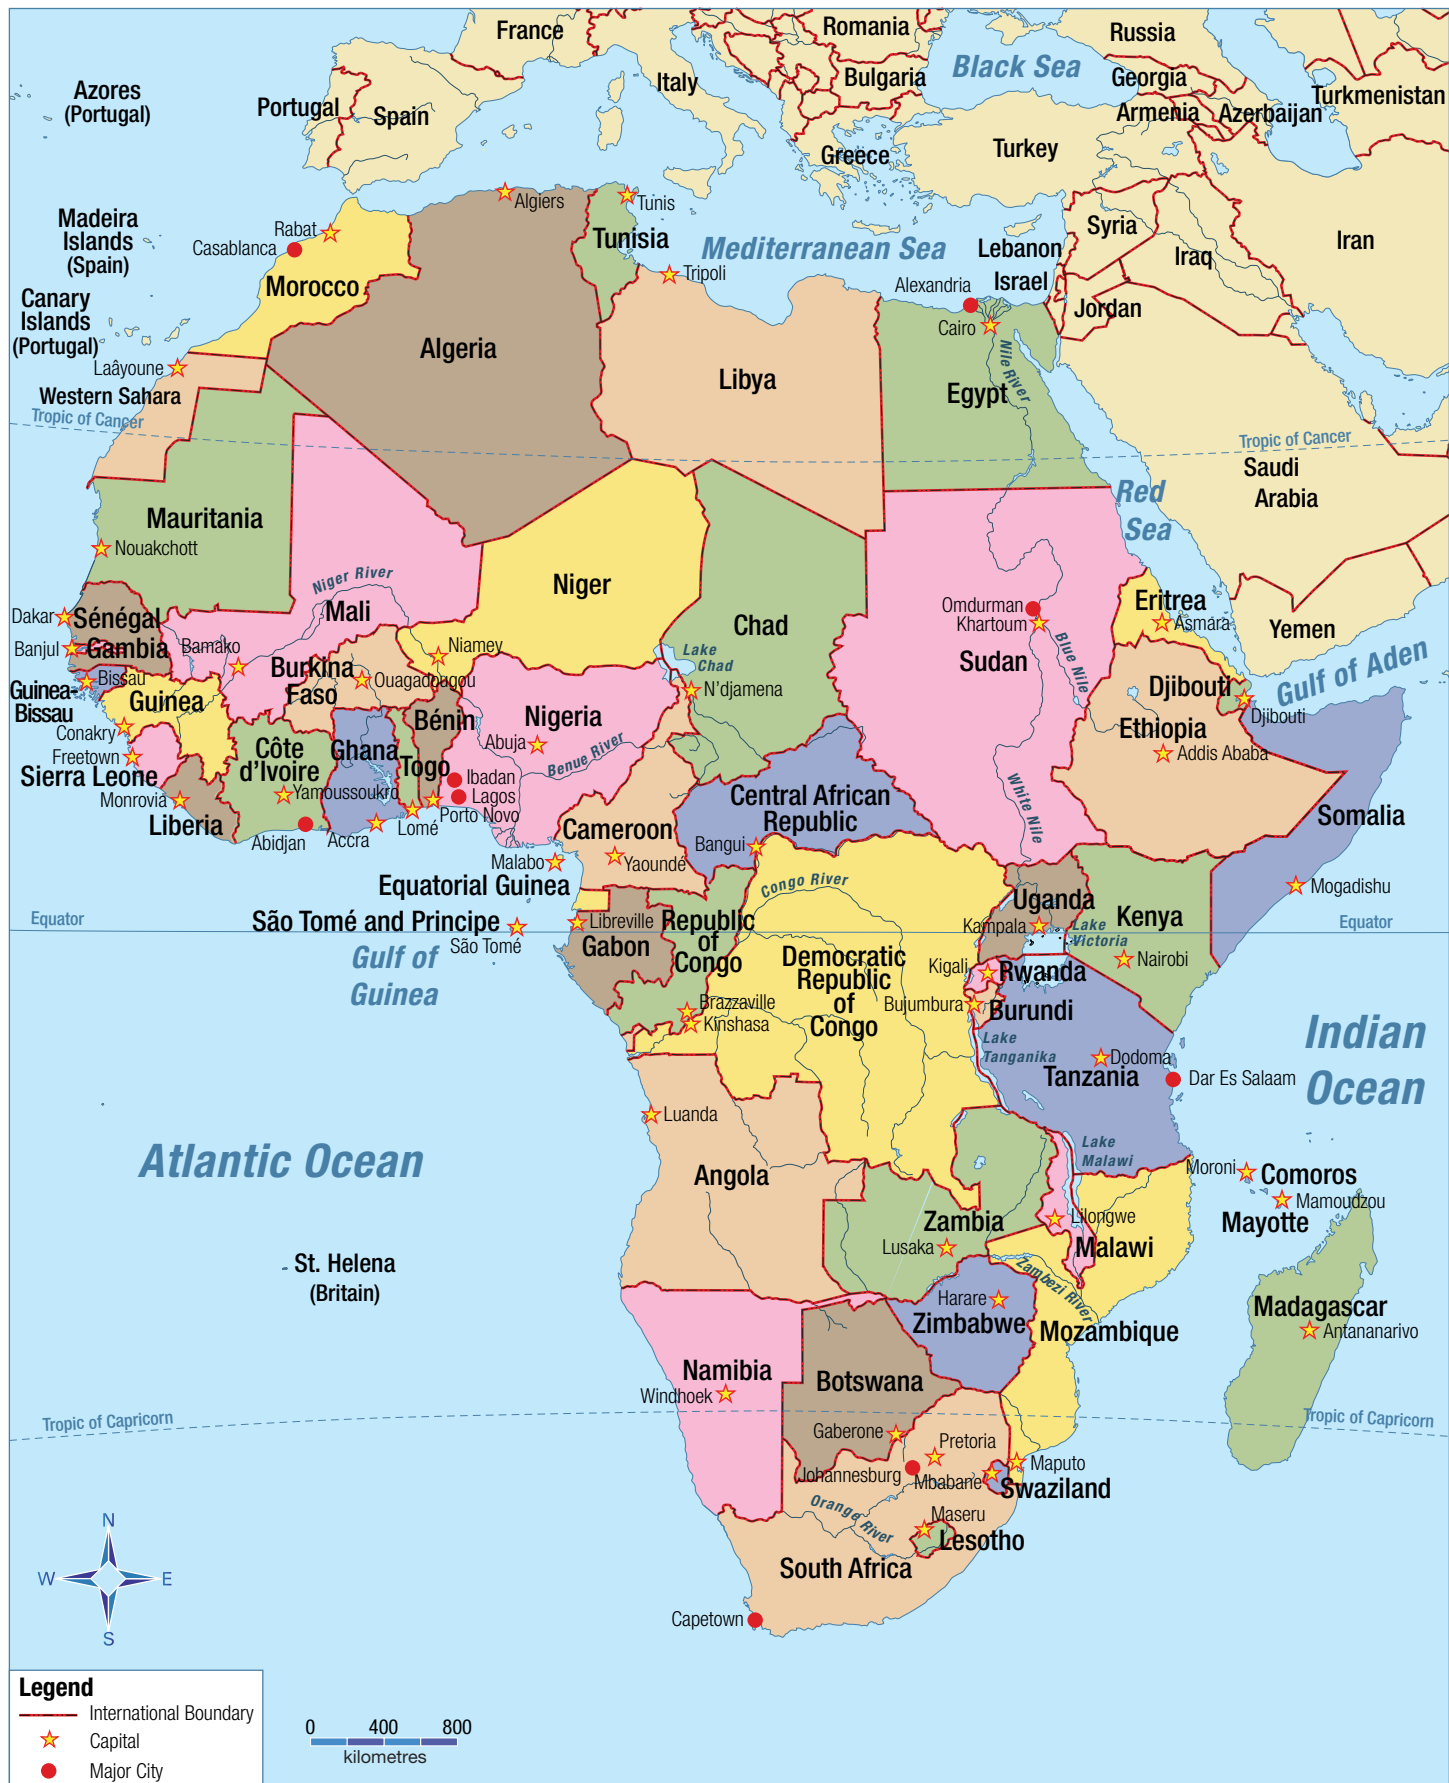 France
Romania
Russia
Black Sea
Azores
(Portugal)
Portugal
Spain
Italy
Bulgaria
Georgia
Armenia
Azerbaijan
Turkmenistan
Greece
Turkey
Algiers
Tunis
Madeira
Islands
(Spain)
Rabat
Casablanca
Tunisia
Mediterranean Sea
Lebanon
Syria
Iraq
Iran
Morocco
Tripoli
Israel
Alexandria
Jordan
Canary
Islands
(Portugal)
Cairo
Nile River
Algeria
Laâyoune
Western Sahara
Libya
Egypt
Tropic of Cancer
Tropic of Cancer
Saudi
Arabia
Red
Sea
Mauritania
Nouakchott
Niger River
Niger
Mali
Chad
Omdurman
Khartoum
Eritrea
Asmara
Yemen
Dakar
Sénégal
Banjul
Gambia
Bamako
Niamey
Lake
Chad
Blue Nile
Sudan
Gulf of Aden
Bissau
Guinea-
Bissau
Guinea
Burkina
Faso
Ouagadougou
N'djamena
Djibouti
Djibouti
Bénin
Nigeria
Ethiopia
Conakry
Freetown
Sierra Leone
Côte
d'Ivoire
Ghana
Togo
Abuja
Benue River
Addis Ababa
Ibadan
Lagos
Porto Novo
Yamoussoukro
Monrovia
Liberia
Abidjan
Accra
Lomé
White Nile
Central African
Republic
Somalia
Cameroon
Bangui
Malabo
Yaoundé
Equatorial Guinea
Congo River
Uganda
Mogadishu
Equator
São Tomé and Principe
São Tomé
Libreville
Gabon
Republic
of
Congo
Kampala
Lake
Victoria
Kenya
Equator
Gulf of
Guinea
Democratic
Republic
of
Congo
Kigali
Rwanda
Nairobi
Brazzaville
Kinshasa
Bujumbura
Burundi
Indian
Ocean
Lake
Tanganika
Dodoma
Tanzania
Dar Es Salaam
Luanda
Atlantic Ocean
Angola
Lake
Malawi
Moroni
Comoros
Mamoudzou
Mayotte
Zambia
Lilongwe
Lusaka
Malawi
St. Helena
(Britain)
Zambezi River
Harare
Zimbabwe
Mozambique
Madagascar
Antananarivo
Namibia
Windhoek
Botswana
Tropic of Capricorn
Tropic of Capricorn
Gaberone
Pretoria
Johannesburg
Mbabane
Maputo
Swaziland
Orange River
Maseru
Lesotho
South Africa
Capetown
N
W
E
S
Legend
International Boundary
Capital
Major City
0 400 800
kilometres